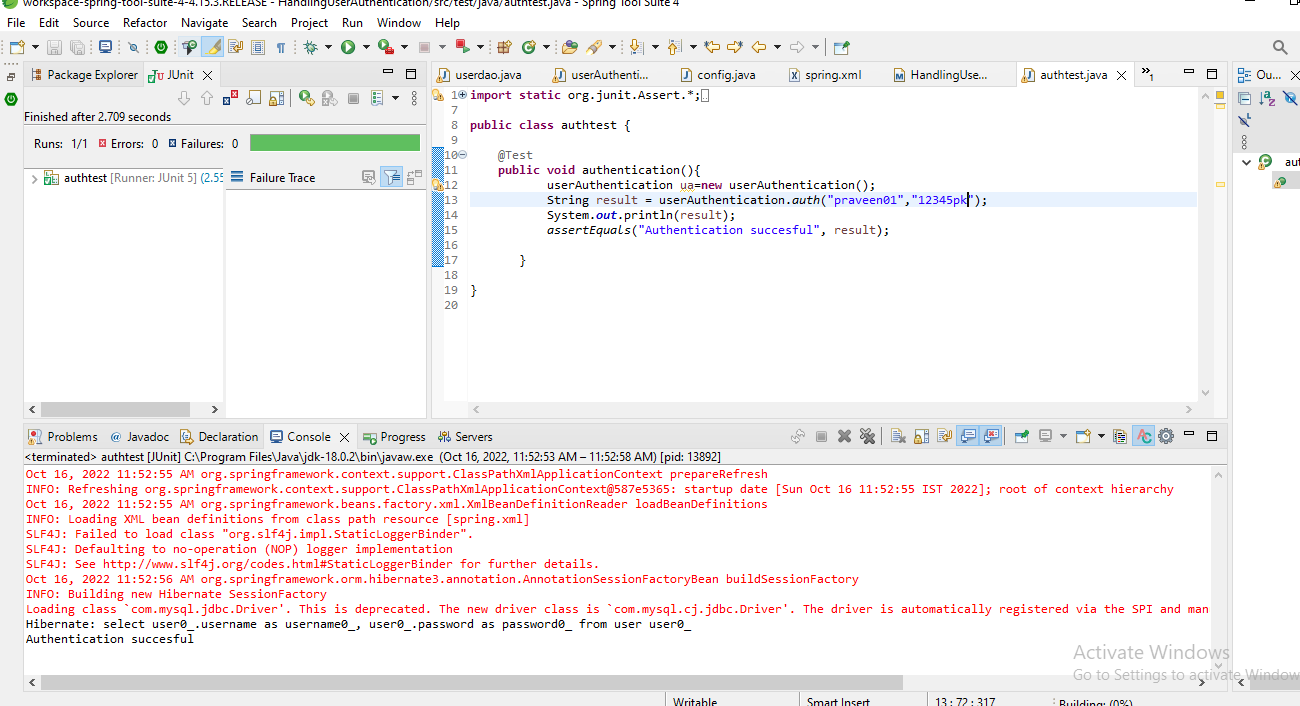 workspace-spring-tool-suite-4-4.15.3.RELEASE - HandlingUserAuthentication/src/test/java/authtest.java - Spring Tool Suite 4
File Edit Source Refactor Navigate Search Project Run Window Help
Package Explorer JUnit
userdao.java userAuthenti... config.java spring.xml HandlingUse... authtest.java »1 Ou...
Finished after 2.709 seconds
Runs: 1/1 Errors: 0 Failures: 0
authtest [Runner: JUnit 5] (2.55
Failure Trace
1 import static org.junit.Assert.*;
7
8 public class authtest {
9
10 @Test
11 public void authentication(){
12 userAuthentication ua=new userAuthentication();
13 String result = userAuthentication.auth("praveen01","12345pk");
14 System.out.println(result);
15 assertEquals("Authentication succesful", result);
16
17 }
18
19 }
20
aut
Problems @ Javadoc Declaration Console Progress Servers
<terminated> authtest [JUnit] C:\Program Files\Java\jdk-18.0.2\bin\javaw.exe (Oct 16, 2022, 11:52:53 AM – 11:52:58 AM) [pid: 13892]
Oct 16, 2022 11:52:55 AM org.springframework.context.support.ClassPathXmlApplicationContext prepareRefresh
INFO: Refreshing org.springframework.context.support.ClassPathXmlApplicationContext@587e5365: startup date [Sun Oct 16 11:52:55 IST 2022]; root of context hierarchy
Oct 16, 2022 11:52:55 AM org.springframework.beans.factory.xml.XmlBeanDefinitionReader loadBeanDefinitions
INFO: Loading XML bean definitions from class path resource [spring.xml]
SLF4J: Failed to load class "org.slf4j.impl.StaticLoggerBinder".
SLF4J: Defaulting to no-operation (NOP) logger implementation
SLF4J: See http://www.slf4j.org/codes.html#StaticLoggerBinder for further details.
Oct 16, 2022 11:52:56 AM org.springframework.orm.hibernate3.annotation.AnnotationSessionFactoryBean buildSessionFactory
INFO: Building new Hibernate SessionFactory
Loading class `com.mysql.jdbc.Driver'. This is deprecated. The new driver class is `com.mysql.cj.jdbc.Driver'. The driver is automatically registered via the SPI and man
Hibernate: select user0_.username as username0_, user0_.password as password0_ from user user0_
Authentication succesful
Activate Windows
Go to Settings to activate Window
Writable Smart Insert 13 : 72 : 317 Building: (0%)